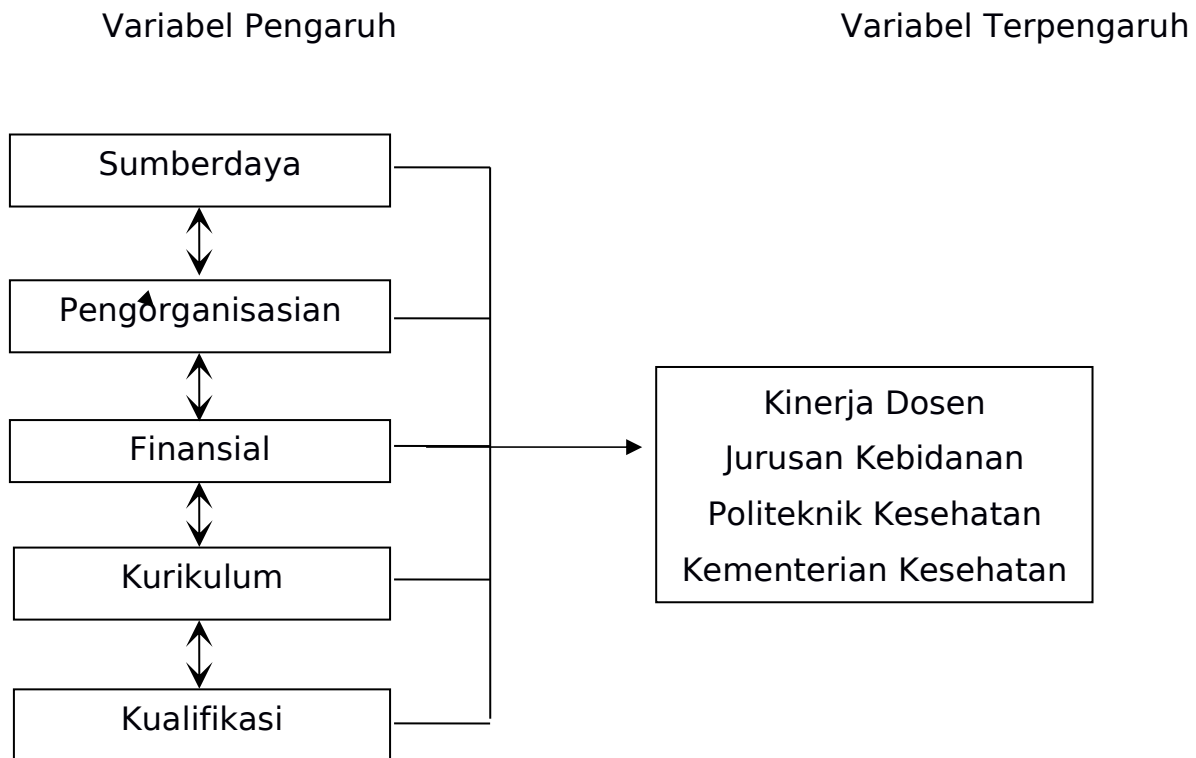 Variabel Pengaruh
Variabel Terpengaruh
Sumberdaya
Pengorganisasian
Finansial
Kurikulum
Kualifikasi
Kinerja Dosen
Jurusan Kebidanan
Politeknik Kesehatan
Kementerian Kesehatan